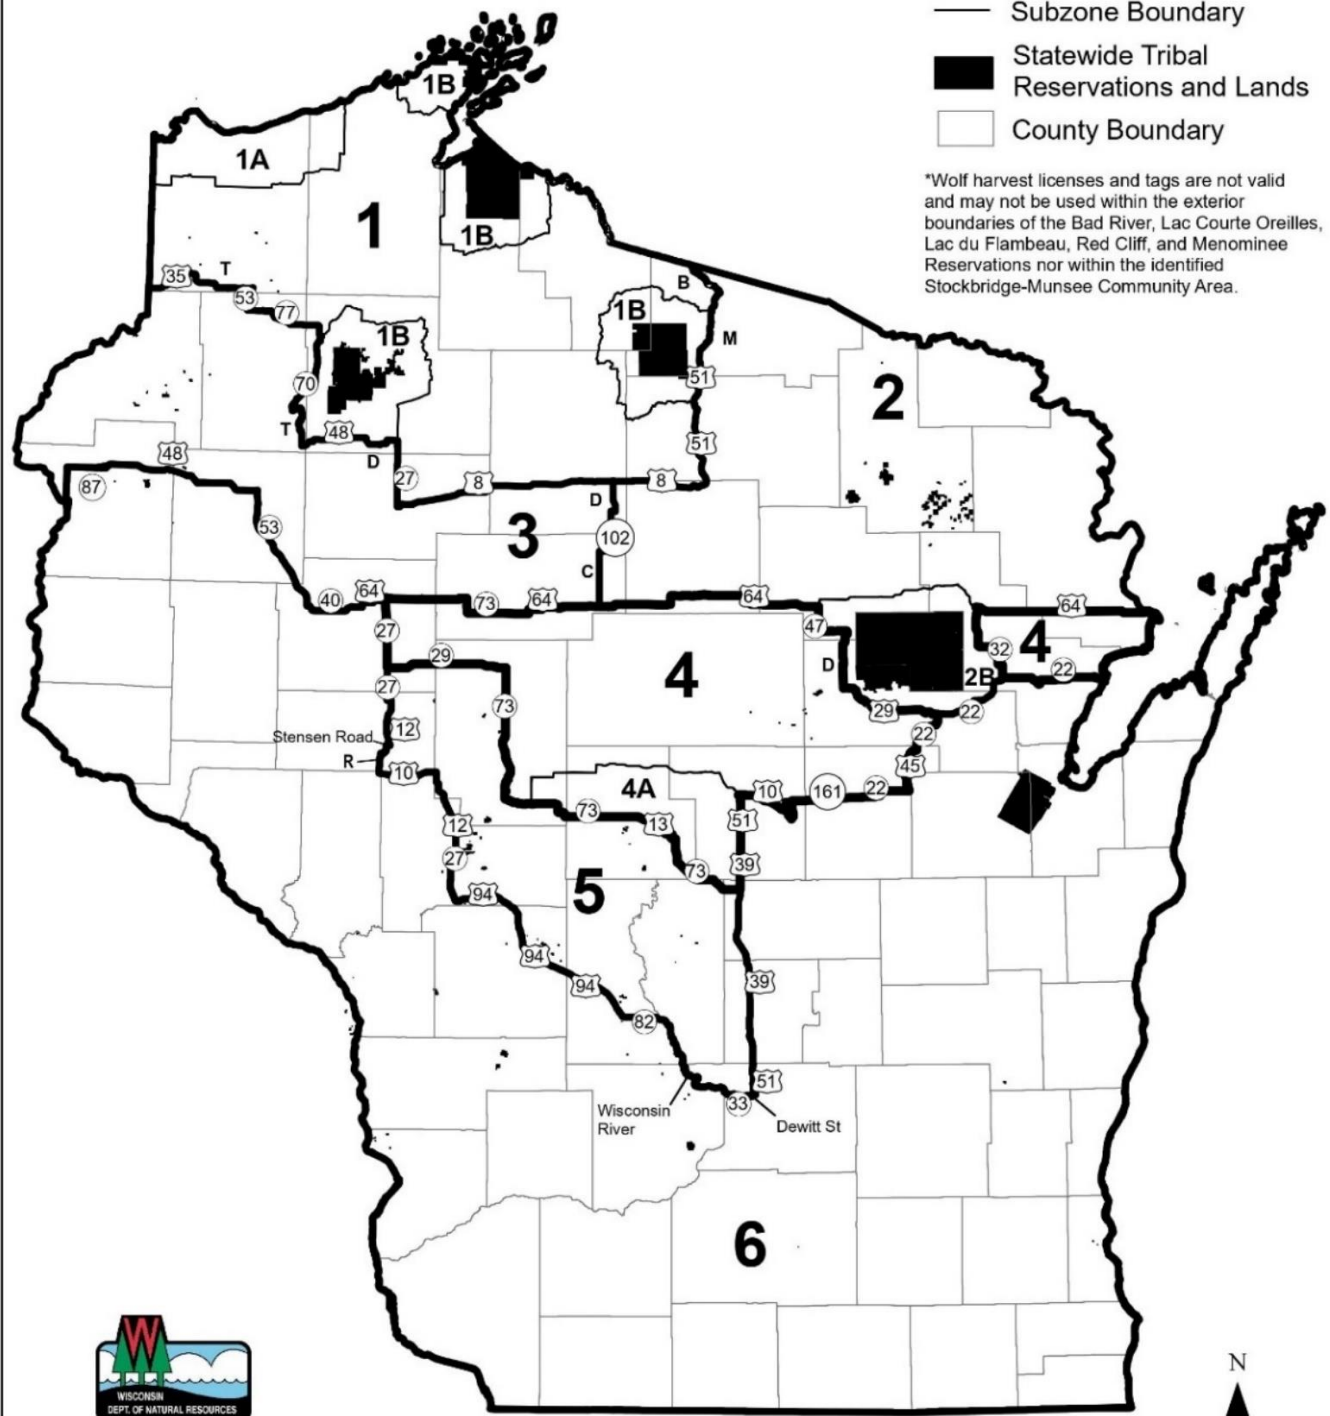 Subzone Boundary
Statewide Tribal
Reservations and Lands
County Boundary
*Wolf harvest licenses and tags are not valid
and may not be used within the exterior
boundaries of the Bad River, Lac Courte Oreilles,
Lac du Flambeau, Red Cliff, and Menominee
Reservations nor within the identified
Stockbridge-Munsee Community Area.
1B
1A
1
1B
35
T
53
77
B
1B
M
1B
70
51
2
T
48
51
48
D
87
27
8
8
D
53
3
102
C
40
64
73
64
64
64
27
47
32
4
29
D
4
22
27
2B
73
29
22
12
22
Stensen Road
R
10
45
4A
10
161
22
73
51
12
13
27
39
73
94
5
94
39
94
82
51
33
Wisconsin
River
Dewitt St
6
W
WISCONSIN
DEPT. OF NATURAL RESOURCES
N